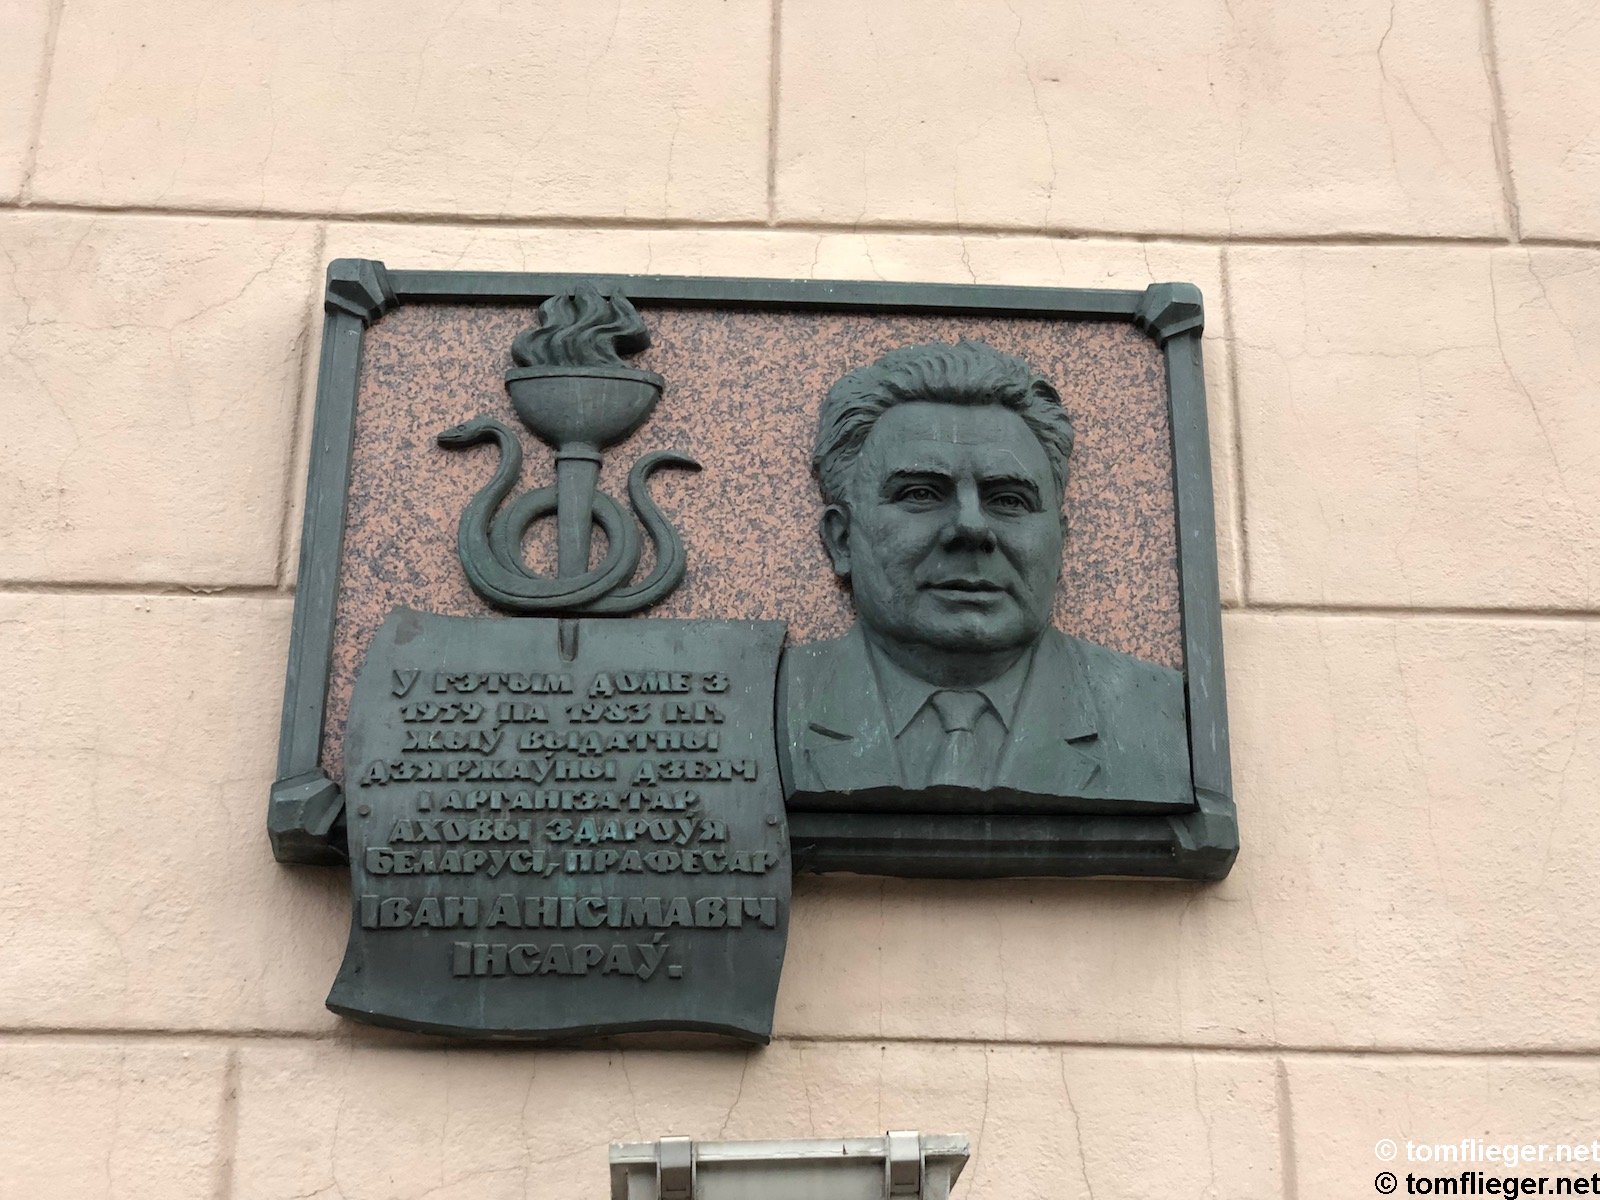 У ГЭТЫМ ДОМЕ З
1959 ПА 1983 Г.Г.
ЖЫЎ ВЫДАТНЫ
ДЗЯРЖАЎНЫ ДЗЕЯЧ
І АРГАНІЗАТАР
АХОВЫ ЗДАРОЎЯ
БЕЛАРУСІ, ПРАФЕСАР
ІВАН АНІСІМАВІЧ
ІНСАРАЎ.
© tomflieger.net
© tomflieger.net